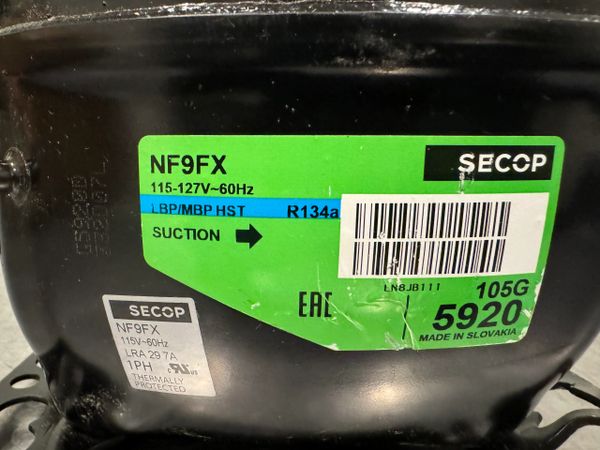 NF9FX
SECOP
115-127V~60Hz
LBP/MBP HST R134a
SUCTION
LN8JB111
EAC
105G
5920
MADE IN SLOVAKIA
SECOP
NF9FX
115V~60Hz
LRA 29 7A
1PH
THERMALLY
PROTECTED